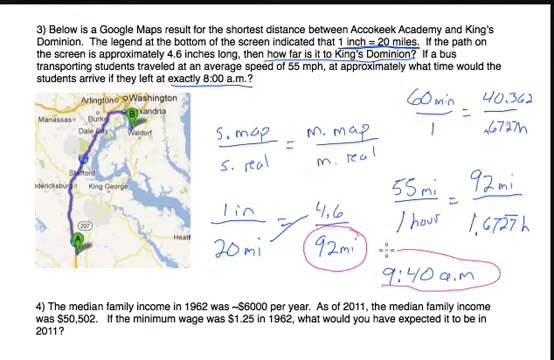 3) Below is a Google Maps result for the shortest distance between Accokeek Academy and King's
Dominion. The legend at the bottom of the screen indicated that 1 inch = 20 miles. If the path on
the screen is approximately 4.6 inches long, then how far is it to King's Dominion? If a bus
transporting students traveled at an average speed of 55 mph, at approximately what time would the
students arrive if they left at exactly 8:00 a.m.?
Arlington Washington
B xandria
Manassas Burke
Dale City Waldorf
Stafford
King George
207
A
s. map = m. map
s. real m. real
1 in = 4.6
20 mi 92mi
60 min = 40.362
1 .6727h
55 mi = 92 mi
1 hour 1.6727h
9:40 a.m
4) The median family income in 1962 was ~$6000 per year. As of 2011, the median family income
was $50,502. If the minimum wage was $1.25 in 1962, what would you have expected it to be in
2011?